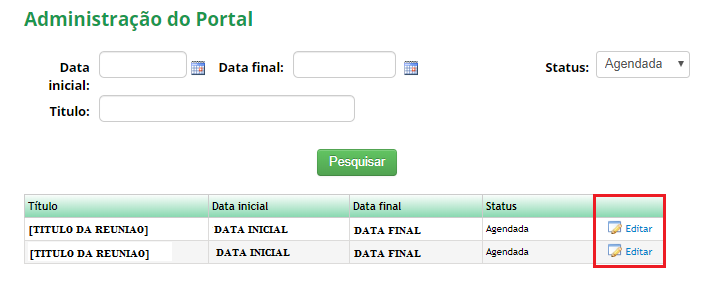 Administração do Portal
Data inicial: Data final: Status: Agendada
Titulo:
Pesquisar
Título Data inicial Data final Status
[TITULO DA REUNIAO] DATA INICIAL DATA FINAL Agendada Editar
[TITULO DA REUNIAO] DATA INICIAL DATA FINAL Agendada Editar